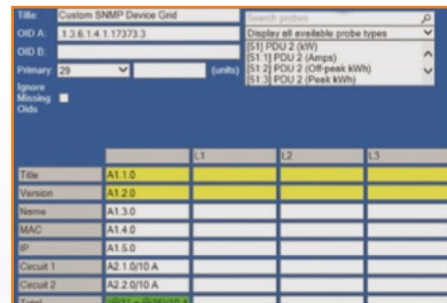 Title: Custom SNMP Device Grid
OID A: .1.3.6.1.4.1.17373.3
OID B:
Primary: 29 (units)
Ignore Missing Oids
Search probes
Display all available probe types
[S1] PDU 2 (kW)
[S1.1] PDU 2 (Amps)
[S1.2] PDU 2 (Off-peak kWh)
[S1.3] PDU 2 (Peak kWh)
L1 L2 L3
Title A1.1.0
Version A1.2.0
Name A1.3.0
MAC A1.4.0
IP A1.5.0
Circuit 1 A2.1.0/10 A
Circuit 2 A2.2.0/10 A
Total